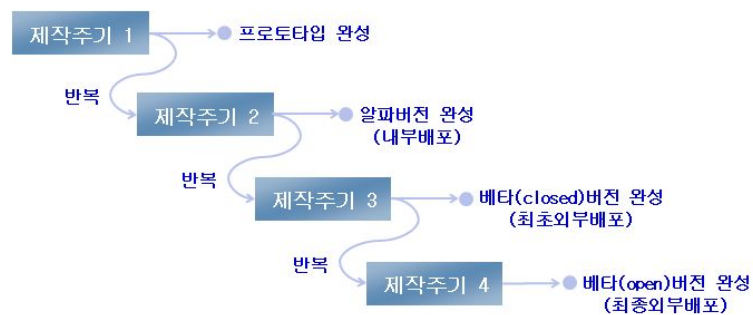 제작주기 1
프로토타입 완성
반복
제작주기 2
알파버전 완성
(내부배포)
반복
제작주기 3
베타(closed)버전 완성
(최초외부배포)
반복
제작주기 4
베타(open)버전 완성
(최종외부배포)